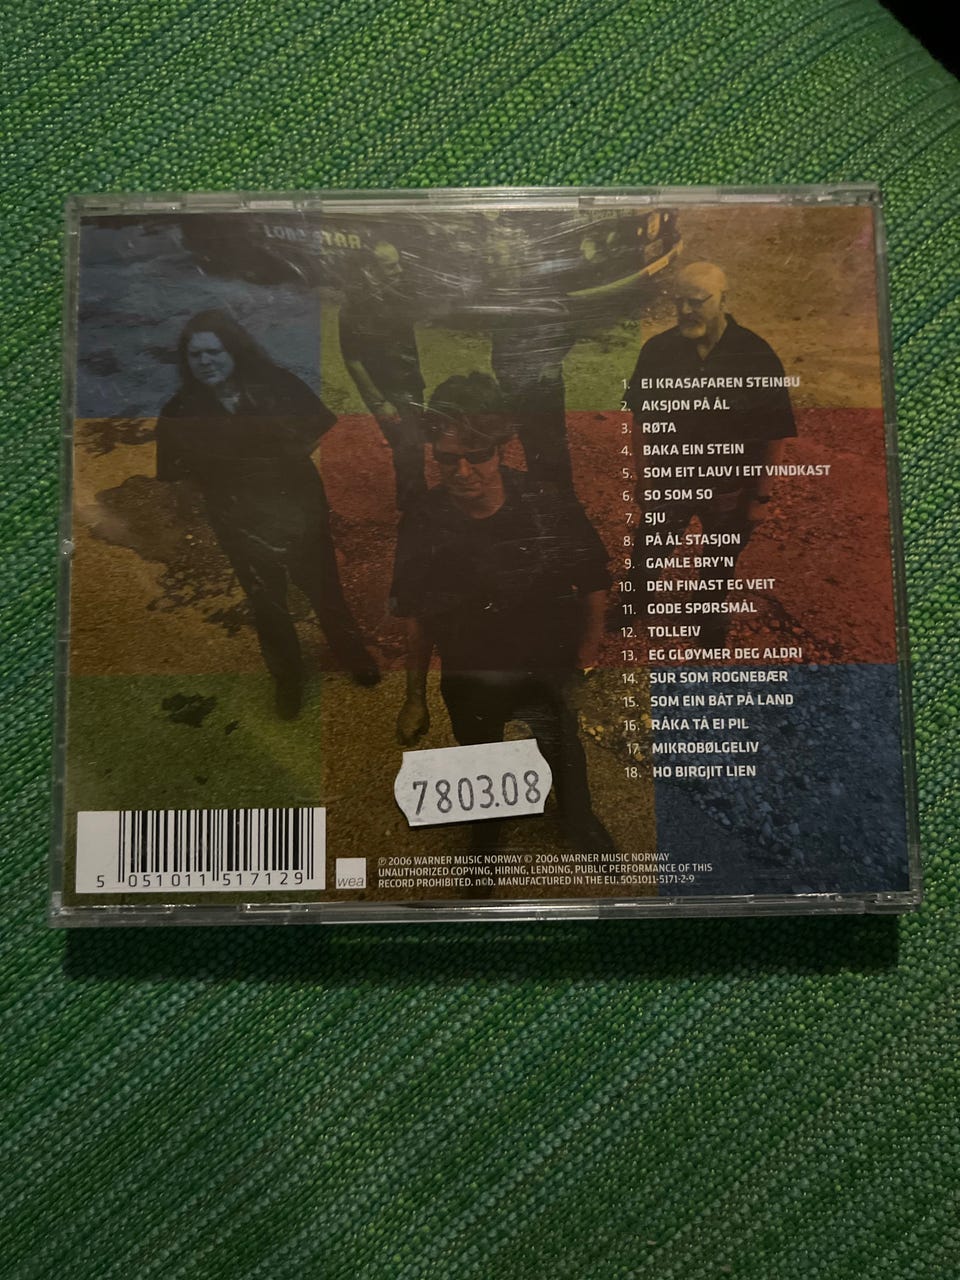 1. EI KRASAFAREN STEINBU
2. AKSJON PÅ ÅL
3. RØTA
4. BAKA EIN STEIN
5. SOM EIT LAUV I EIT VINDKAST
6. SO SOM SO
7. SJU
8. PÅ ÅL STASJON
9. GAMLE BRY'N
10. DEN FINAST EG VEIT
11. GODE SPØRSMÅL
12. TOLLEIV
13. EG GLØYMER DEG ALDRI
14. SUR SOM ROGNEBÆR
15. SOM EIN BÅT PÅ LAND
16. RÅKA TÅ EI PIL
17. MIKROBØLGELIV
18. HO BIRGJIT LIEN
7803.08
5 051011 517129
wea
℗ 2006 WARNER MUSIC NORWAY © 2006 WARNER MUSIC NORWAY
UNAUTHORIZED COPYING, HIRING, LENDING, PUBLIC PERFORMANCE OF THIS
RECORD PROHIBITED. n©b. MANUFACTURED IN THE EU. 5051011-5171-2-9